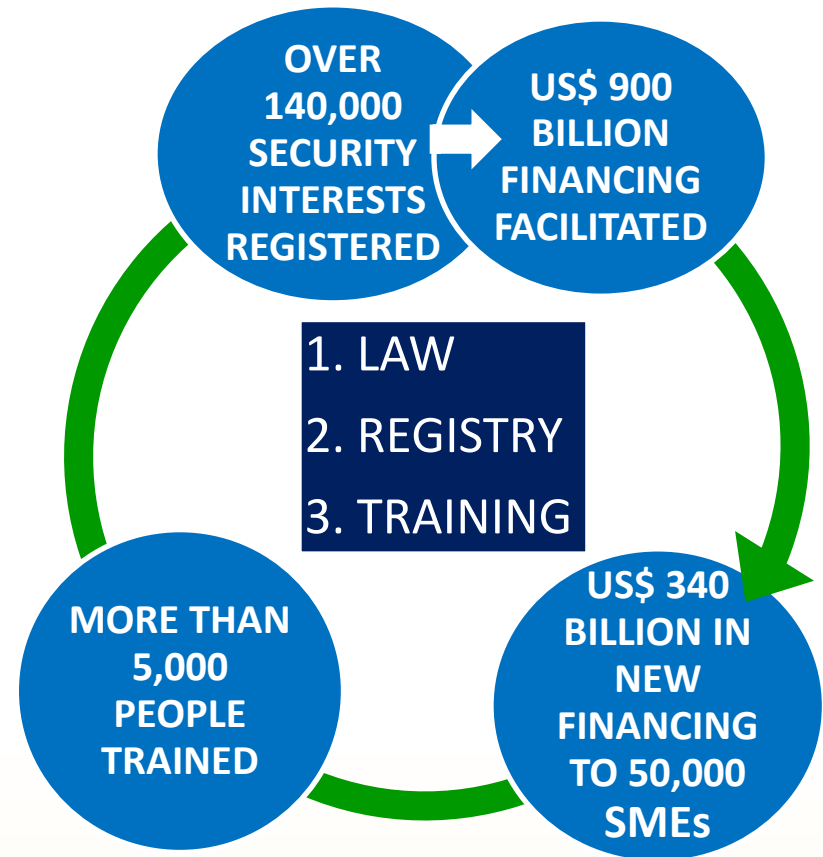 OVER
140,000
SECURITY
INTERESTS
REGISTERED
US$ 900
BILLION
FINANCING
FACILITATED
1. LAW
2. REGISTRY
3. TRAINING
MORE THAN
5,000
PEOPLE
TRAINED
US$ 340
BILLION IN
NEW
FINANCING
TO 50,000
SMEs